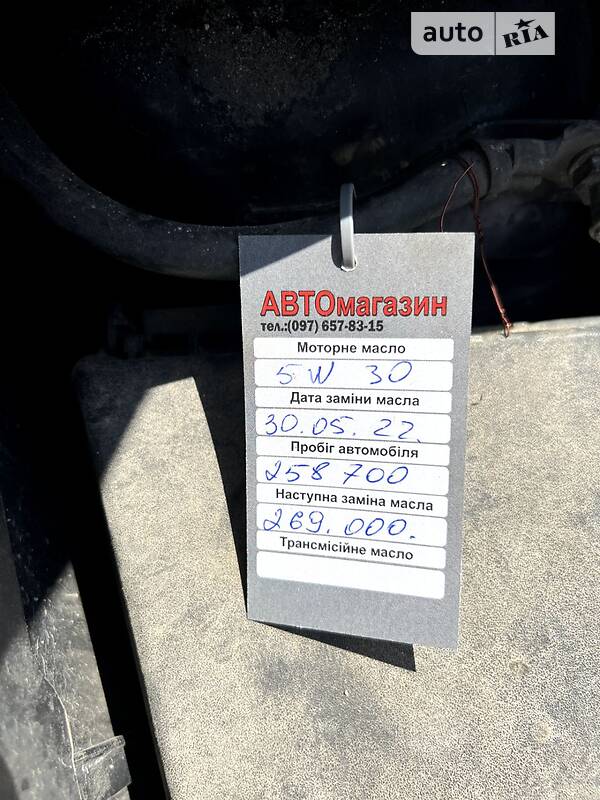 auto RIA
АВТОмагазин
тел.:(097) 657-83-15
Моторне масло
5 W 30
Дата заміни масла
30.05.22.
Пробіг автомобіля
258 700
Наступна заміна масла
269.000.
Трансмісійне масло